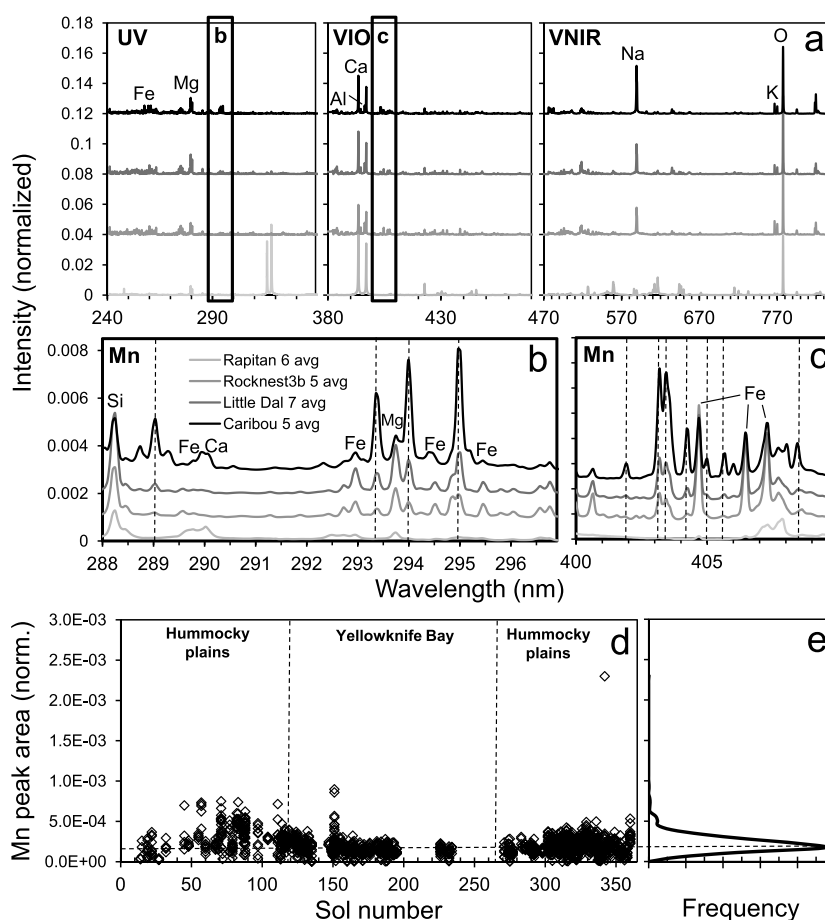 0.18 UV b VIO c VNIR O a
0.16 Ca Na
0.14 Fe Mg Al K
0.12
0.1
0.08
0.06
0.04
0.02
0
Intensity (normalized)
240 290 380 430 470 570 670 770
0.008 Mn b
Rapitan 6 avg
Rocknest3b 5 avg
Little Dal 7 avg
Caribou 5 avg
Si
Fe Ca Fe Mg Fe Fe
0.006
0.004
0.002
0
288 289 290 291 292 293 294 295 296
Mn c
Fe
400 405
Wavelength (nm)
3.0E-03 Hummocky plains Yellowknife Bay Hummocky plains d e
2.5E-03
2.0E-03
1.5E-03
1.0E-03
5.0E-04
0.0E+00
Mn peak area (norm.)
0 50 100 150 200 250 300 350
Sol number Frequency